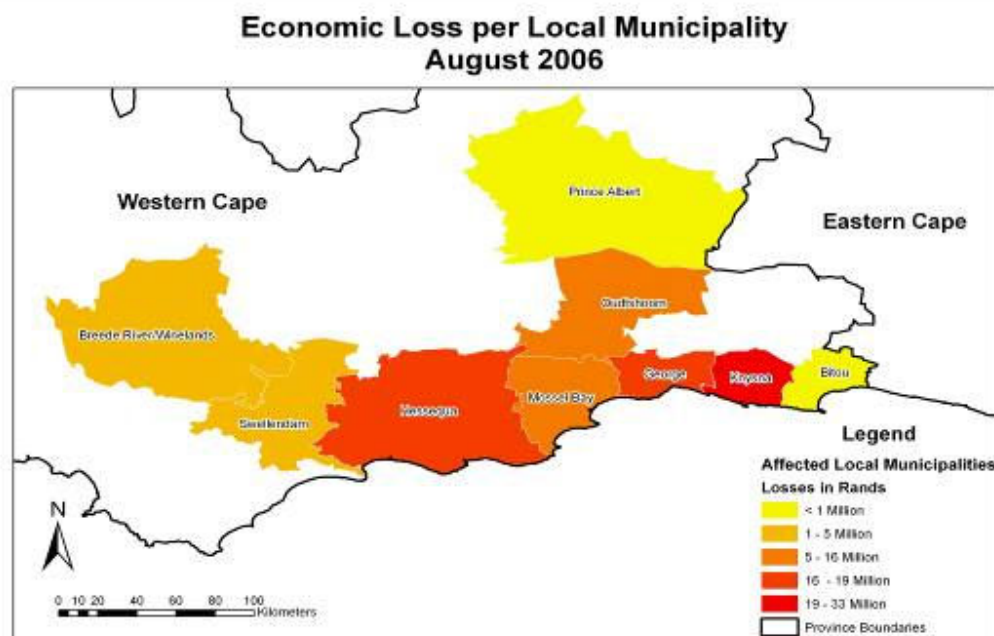 Economic Loss per Local Municipality
August 2006
Prince Albert
Western Cape
Eastern Cape
Oudtshoorn
Breede River/Winelands
George
Knysna
Bitou
Hessequa
Mossel Bay
Swellendam
Legend
Affected Local Municipalities
Losses in Rands
< 1 Million
1 - 5 Million
5 - 16 Million
16 - 19 Million
19 - 33 Million
Province Boundaries
N
0 10 20 40 60 80 100
Kilometers